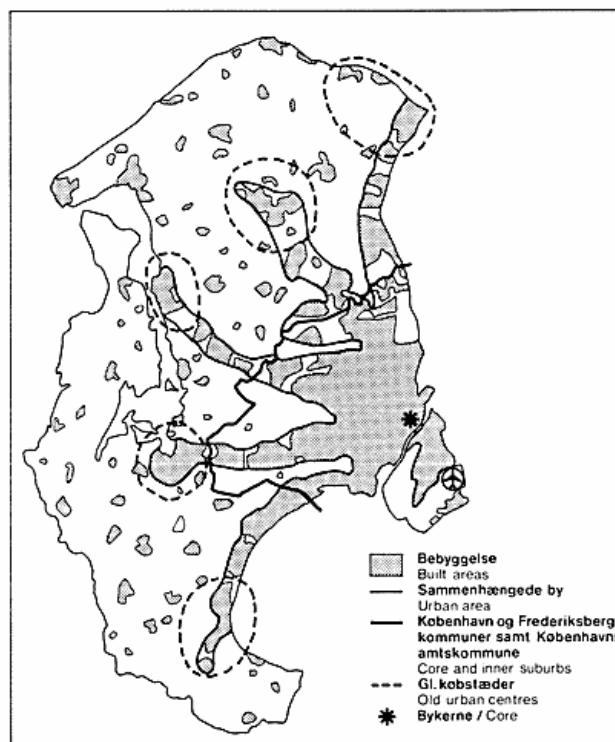 Bebyggelse
Built areas
Sammenhængede by
Urban area
København og Frederiksberg
kommuner samt Københavns
amtskommune
Core and inner suburbs
Gl. købstæder
Old urban centres
Bykerne / Core